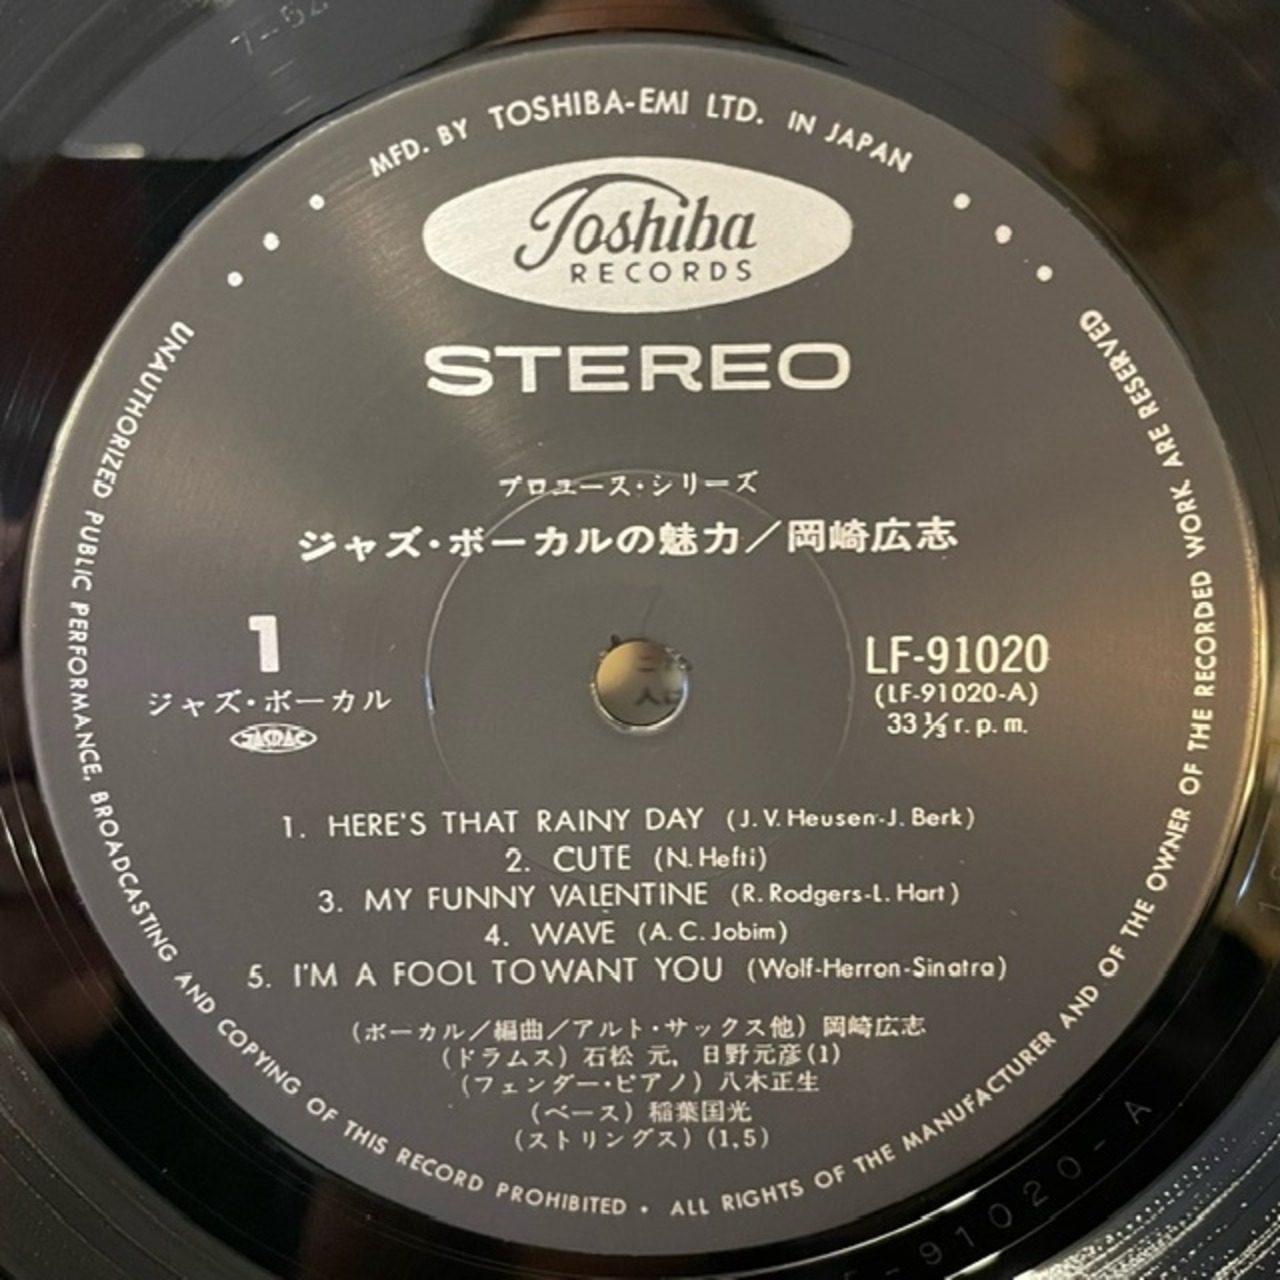 7-52
MFD. BY TOSHIBA-EMI LTD. IN JAPAN
Toshiba
RECORDS
STEREO
プロュース・シリーズ
ジャズ・ボーカルの魅力／岡崎広志
1
ジャズ・ボーカル
JASRAC
LF-91020
(LF-91020-A)
33 ⅓ r.p.m.
1. HERE'S THAT RAINY DAY (J.V.Heusen-J.Berk)
2. CUTE (N.Hefti)
3. MY FUNNY VALENTINE (R.Rodgers-L.Hart)
4. WAVE (A.C.Jobim)
5. I'M A FOOL TO WANT YOU (Wolf-Herron-Sinatra)
(ボーカル／編曲／アルト・サックス他) 岡崎広志
(ドラムス) 石松 元, 日野元彦(1)
(フェンダー・ピアノ) 八木正生
(ベース) 稲葉国光
(ストリングス) (1,5)
UNAUTHORIZED PUBLIC PERFORMANCE, BROADCASTING AND COPYING OF THIS RECORD PROHIBITED • ALL RIGHTS OF THE MANUFACTURER AND OF THE OWNER OF THE RECORDED WORK ARE RESERVED
-91020-A